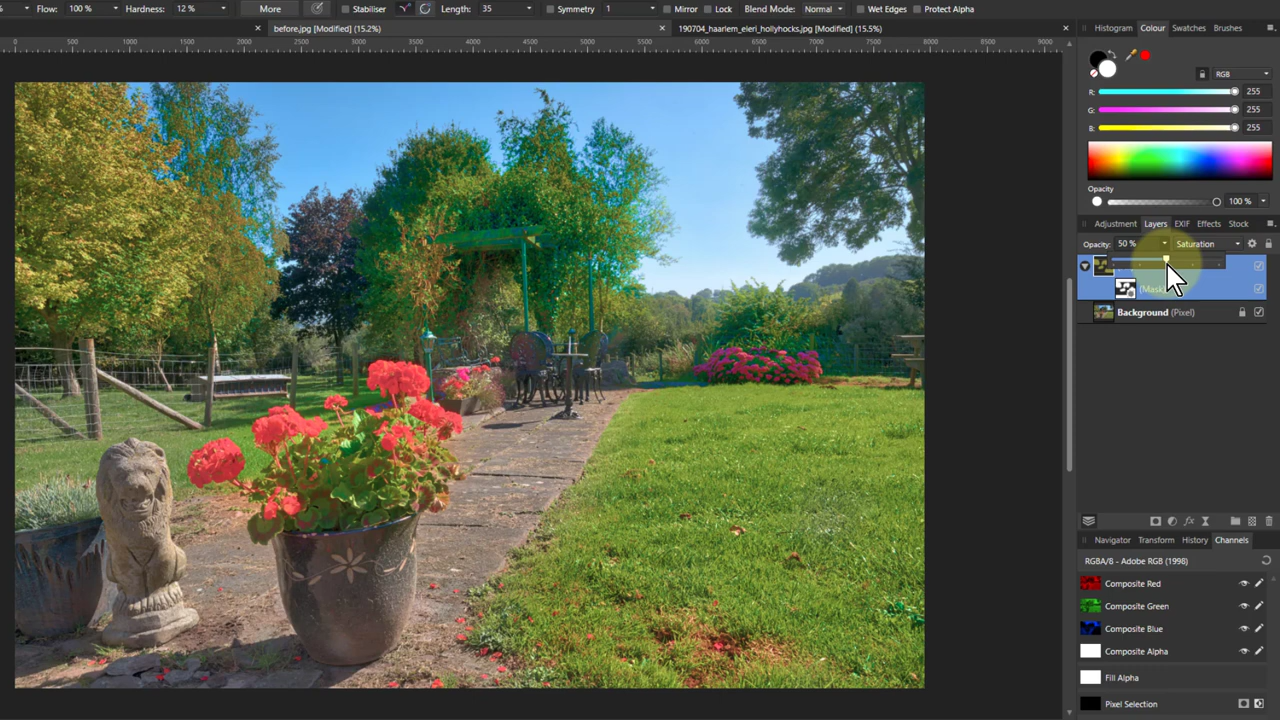 % Flow: 100 % Hardness: 12 % More Stabiliser Length: 35 Symmetry 1 Mirror Lock Blend Mode: Normal Wet Edges Protect Alpha
before.jpg [Modified] (15.2%) 190704_haarlem_eierl_hollyhocks.jpg [Modified] (15.5%)
0 500 1000 1500 2000 2500 3000 3500 4000 4500 5000 5500 6000 6500 7000 7500 8000 8500 9000
Histogram Colour Swatches Brushes
RGB
R: 255
G: 255
B: 255
Opacity
100 %
Adjustment Layers EXIF Effects Stock
Opacity: 50 % Saturation
(Mask
Background (Pixel)
fx
Navigator Transform History Channels
RGBA/8 - Adobe RGB (1998)
Composite Red
Composite Green
Composite Blue
Composite Alpha
Fill Alpha
Pixel Selection